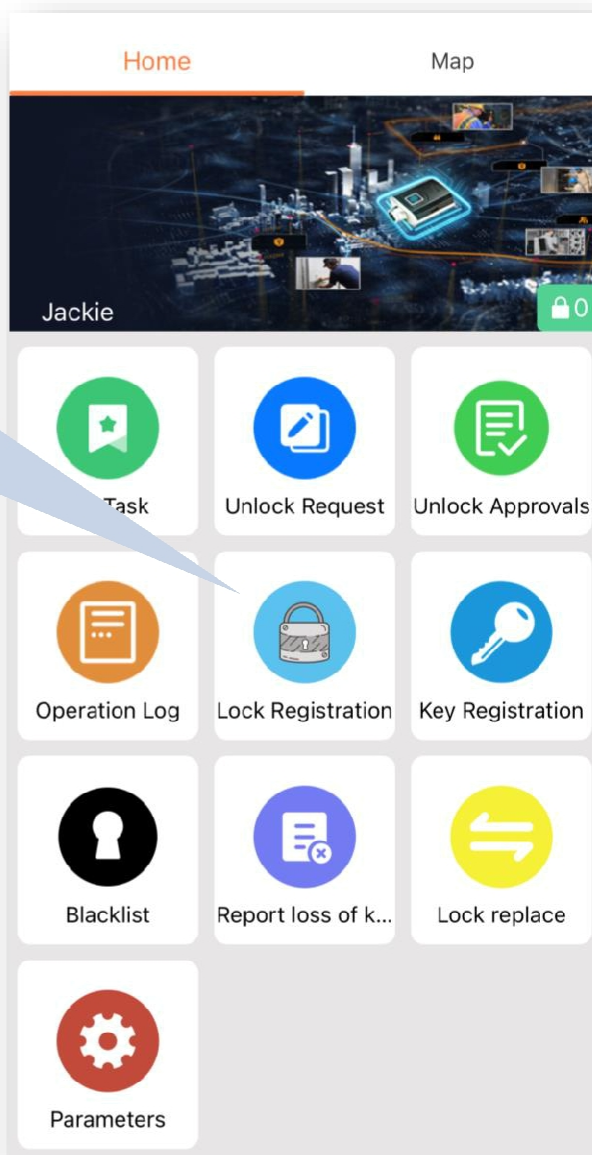 Home
Map
Jackie
0
Task
Unlock Request
Unlock Approvals
Operation Log
Lock Registration
Key Registration
Blacklist
Report loss of k...
Lock replace
Parameters